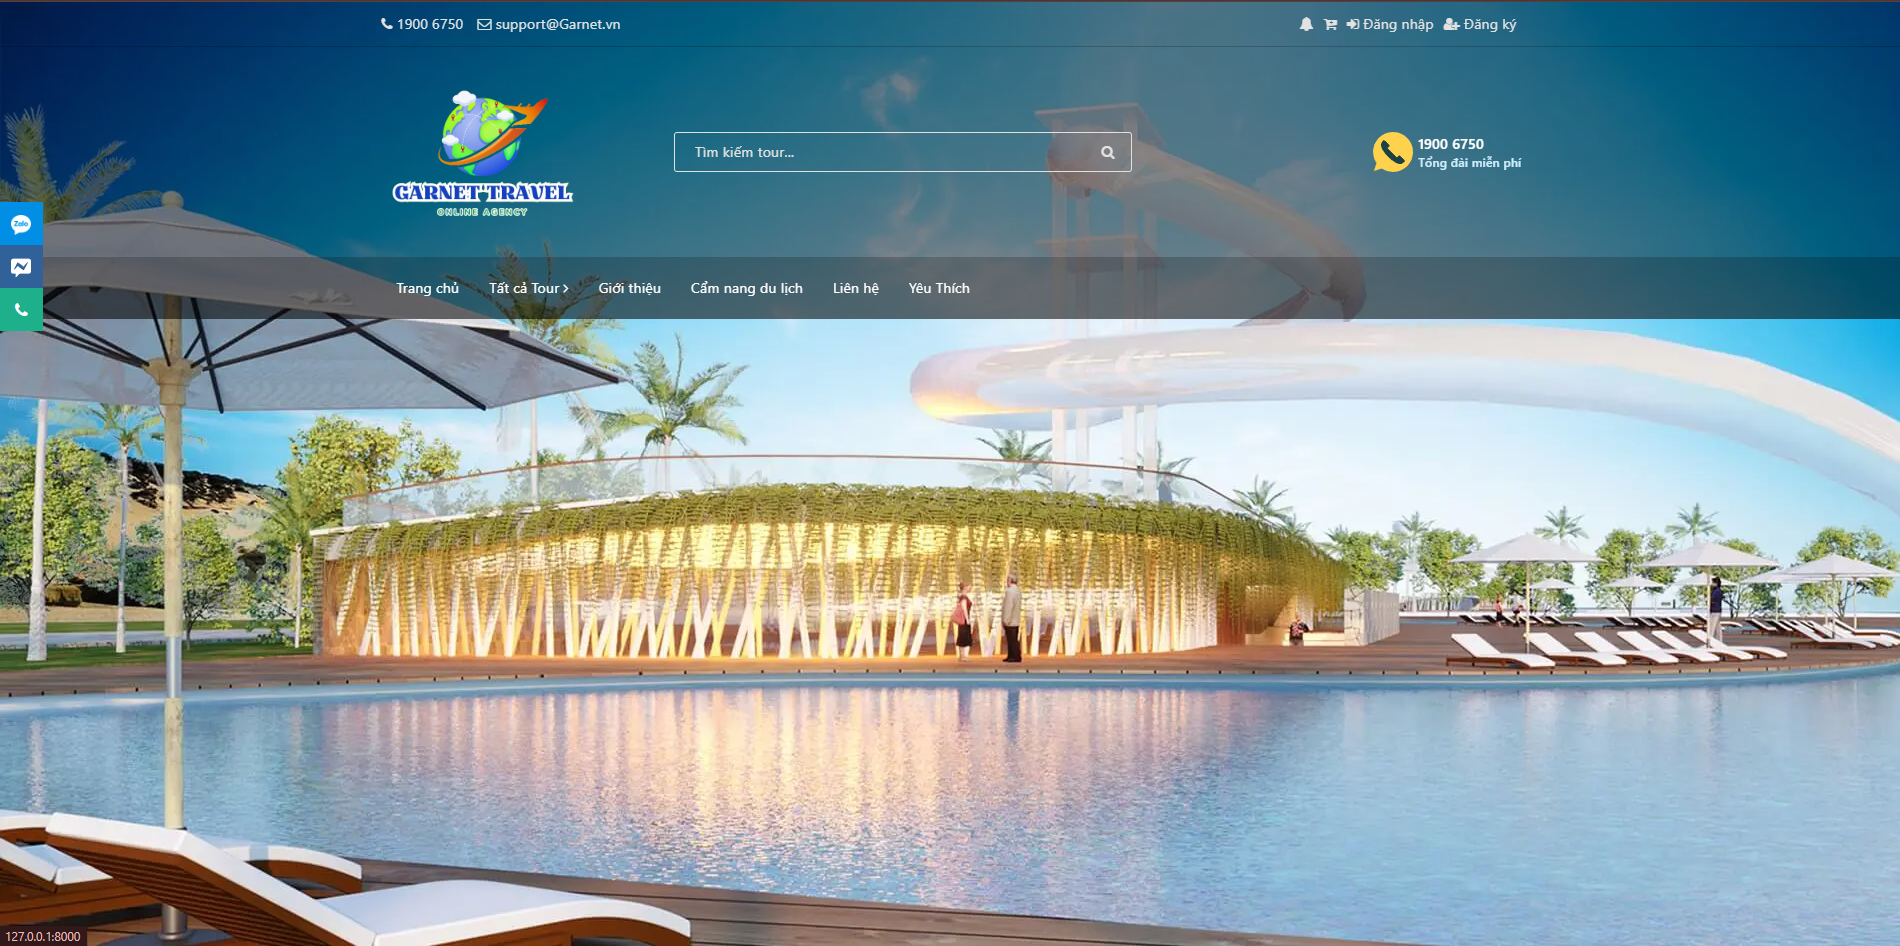 1900 6750 support@Garnet.vn Đăng nhập Đăng ký
GARNET TRAVEL
ONLINE AGENCY
Tìm kiếm tour...
1900 6750
Tổng đài miễn phí
Zalo
Trang chủ Tất cả Tour Giới thiệu Cẩm nang du lịch Liên hệ Yêu Thích
127.0.0.1:8000